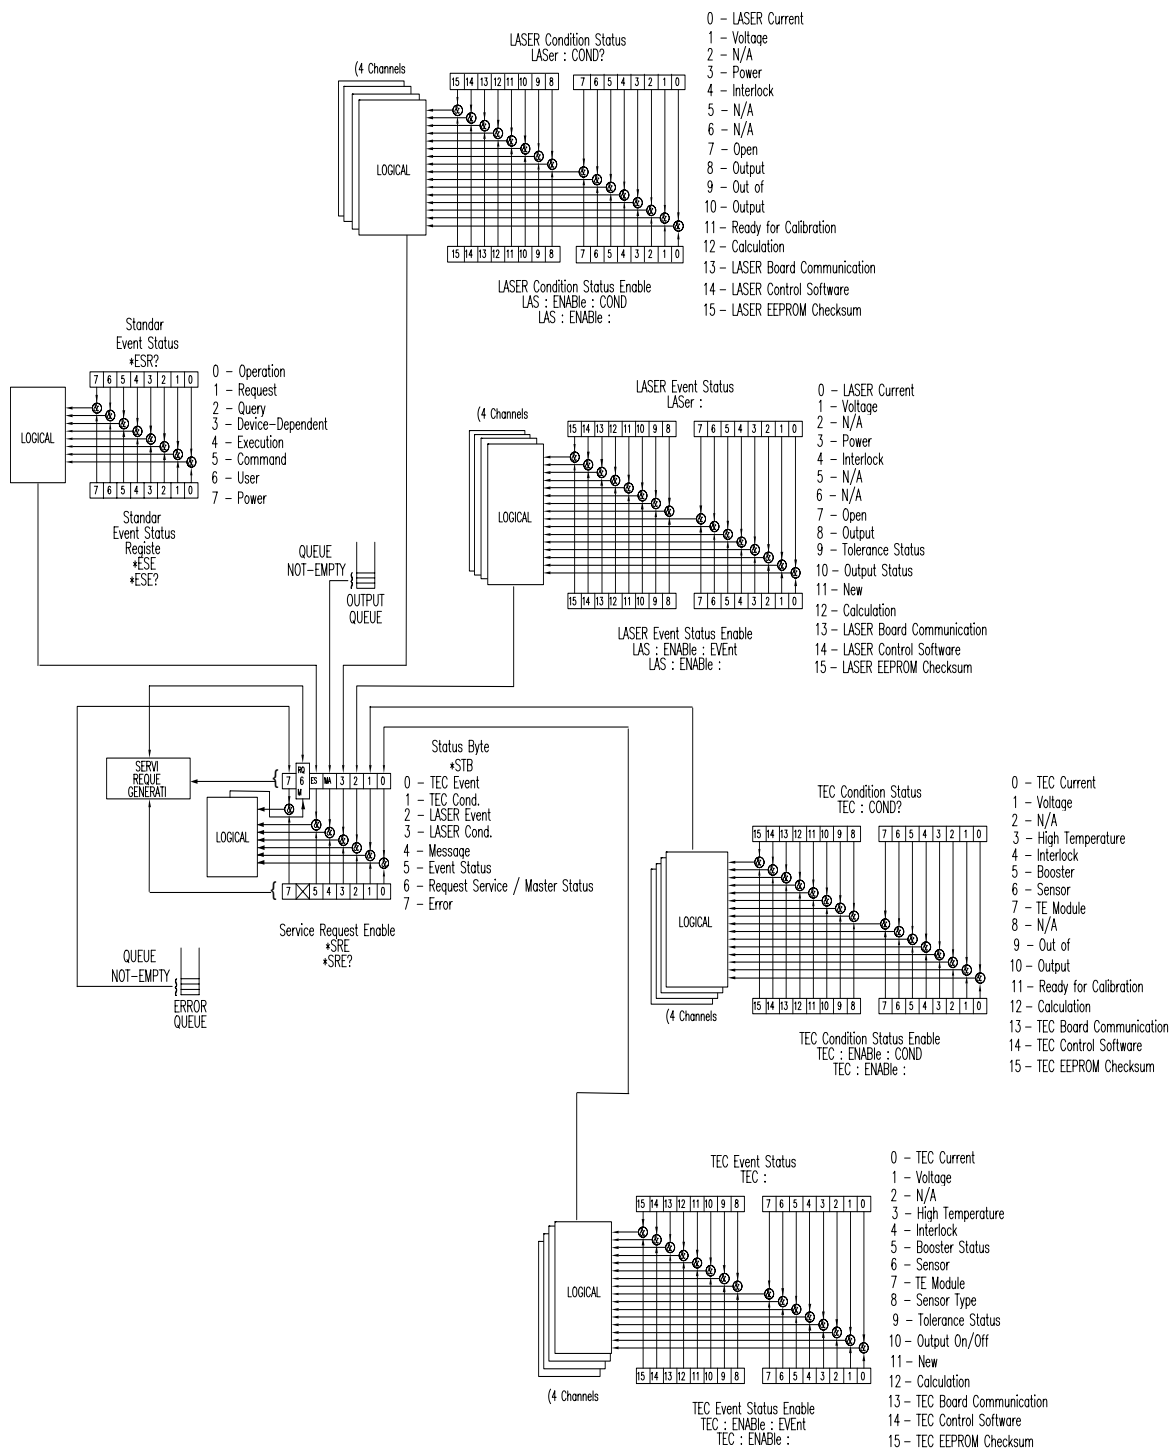 LASER Condition Status
LASer : COND?
(4 Channels
15 14 13 12 11 10 9 8 7 6 5 4 3 2 1 0
LOGICAL
15 14 13 12 11 10 9 8 7 6 5 4 3 2 1 0
LASER Condition Status Enable
LAS : ENABle : COND
LAS : ENABle :
0 - LASER Current
1 - Voltage
2 - N/A
3 - Power
4 - Interlock
5 - N/A
6 - N/A
7 - Open
8 - Output
9 - Out of
10 - Output
11 - Ready for Calibration
12 - Calculation
13 - LASER Board Communication
14 - LASER Control Software
15 - LASER EEPROM Checksum
Standar
Event Status
*ESR?
7 6 5 4 3 2 1 0
LOGICAL
7 6 5 4 3 2 1 0
Standar
Event Status
Registe
*ESE
*ESE?
0 - Operation
1 - Request
2 - Query
3 - Device-Dependent
4 - Execution
5 - Command
6 - User
7 - Power
LASER Event Status
LASer :
(4 Channels
15 14 13 12 11 10 9 8 7 6 5 4 3 2 1 0
LOGICAL
15 14 13 12 11 10 9 8 7 6 5 4 3 2 1 0
LASER Event Status Enable
LAS : ENABle : EVEnt
LAS : ENABle :
0 - LASER Current
1 - Voltage
2 - N/A
3 - Power
4 - Interlock
5 - N/A
6 - N/A
7 - Open
8 - Output
9 - Tolerance Status
10 - Output Status
11 - New
12 - Calculation
13 - LASER Board Communication
14 - LASER Control Software
15 - LASER EEPROM Checksum
QUEUE
NOT-EMPTY
OUTPUT
QUEUE
SERVI
REQUE
GENERATI
RQ
7 6 ES MA 3 2 1 0
M
LOGICAL
7 5 4 3 2 1 0
Service Request Enable
*SRE
*SRE?
Status Byte
*STB
0 - TEC Event
1 - TEC Cond.
2 - LASER Event
3 - LASER Cond.
4 - Message
5 - Event Status
6 - Request Service / Master Status
7 - Error
QUEUE
NOT-EMPTY
ERROR
QUEUE
TEC Condition Status
TEC : COND?
15 14 13 12 11 10 9 8 7 6 5 4 3 2 1 0
LOGICAL
15 14 13 12 11 10 9 8 7 6 5 4 3 2 1 0
(4 Channels
TEC Condition Status Enable
TEC : ENABle : COND
TEC : ENABle :
0 - TEC Current
1 - Voltage
2 - N/A
3 - High Temperature
4 - Interlock
5 - Booster
6 - Sensor
7 - TE Module
8 - N/A
9 - Out of
10 - Output
11 - Ready for Calibration
12 - Calculation
13 - TEC Board Communication
14 - TEC Control Software
15 - TEC EEPROM Checksum
TEC Event Status
TEC :
15 14 13 12 11 10 9 8 7 6 5 4 3 2 1 0
LOGICAL
15 14 13 12 11 10 9 8 7 6 5 4 3 2 1 0
(4 Channels
TEC Event Status Enable
TEC : ENABle : EVEnt
TEC : ENABle :
0 - TEC Current
1 - Voltage
2 - N/A
3 - High Temperature
4 - Interlock
5 - Booster Status
6 - Sensor
7 - TE Module
8 - Sensor Type
9 - Tolerance Status
10 - Output On/Off
11 - New
12 - Calculation
13 - TEC Board Communication
14 - TEC Control Software
15 - TEC EEPROM Checksum